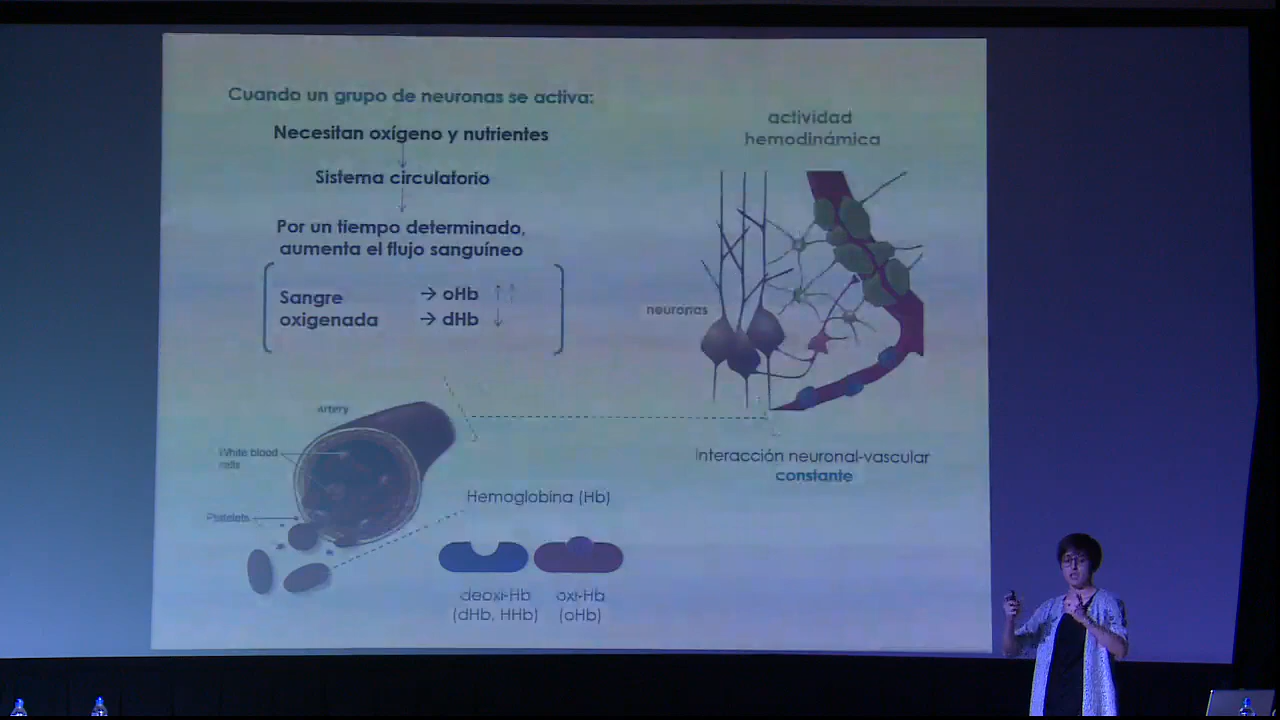 Cuando un grupo de neuronas se activa:
Necesitan oxígeno y nutrientes
Sistema circulatorio
Por un tiempo determinado,
aumenta el flujo sanguíneo
Sangre
oxigenada
→ oHb ↑↑
→ dHb ↓
actividad
hemodinámica
neuronas
Interacción neuronal-vascular
constante
Artery
White blood
cells
Platelets
Hemoglobina (Hb)
deoxi-Hb
(dHb, HHb)
oxi-Hb
(oHb)